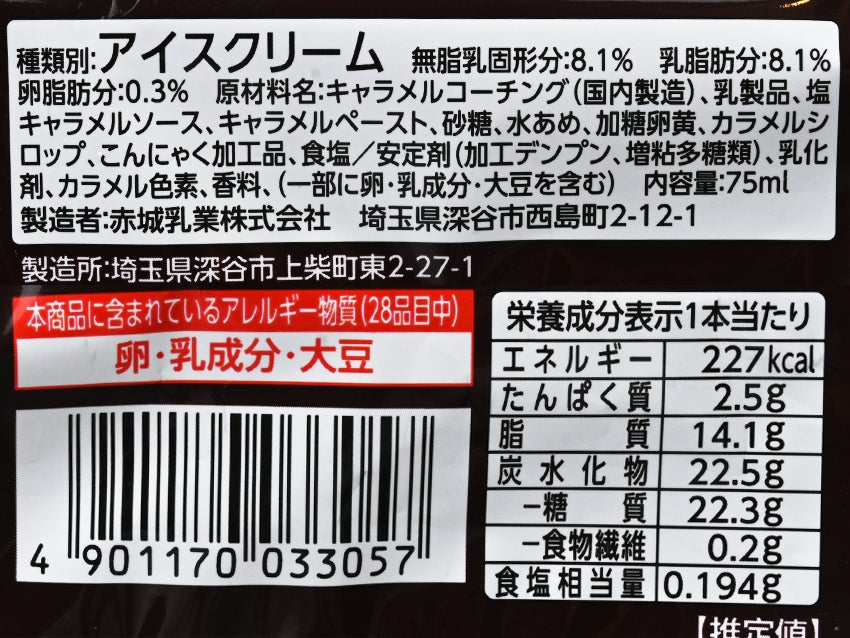 種類別:アイスクリーム 無脂乳固形分:8.1% 乳脂肪分:8.1%
卵脂肪分:0.3% 原材料名:キャラメルコーチング(国内製造)、乳製品、塩
キャラメルソース、キャラメルペースト、砂糖、水あめ、加糖卵黄、カラメルシ
ロップ、こんにゃく加工品、食塩/安定剤(加工デンプン、増粘多糖類)、乳化
剤、カラメル色素、香料、(一部に卵・乳成分・大豆を含む) 内容量:75ml
製造者:赤城乳業株式会社 埼玉県深谷市西島町2-12-1
製造所:埼玉県深谷市上柴町東2-27-1
本商品に含まれているアレルギー物質(28品目中)
卵・乳成分・大豆
4 901170 033057
栄養成分表示1本当たり
エネルギー 227kcal
たんぱく質 2.5g
脂質 14.1g
炭水化物 22.5g
-糖質 22.3g
-食物繊維 0.2g
食塩相当量 0.194g
【推定値】